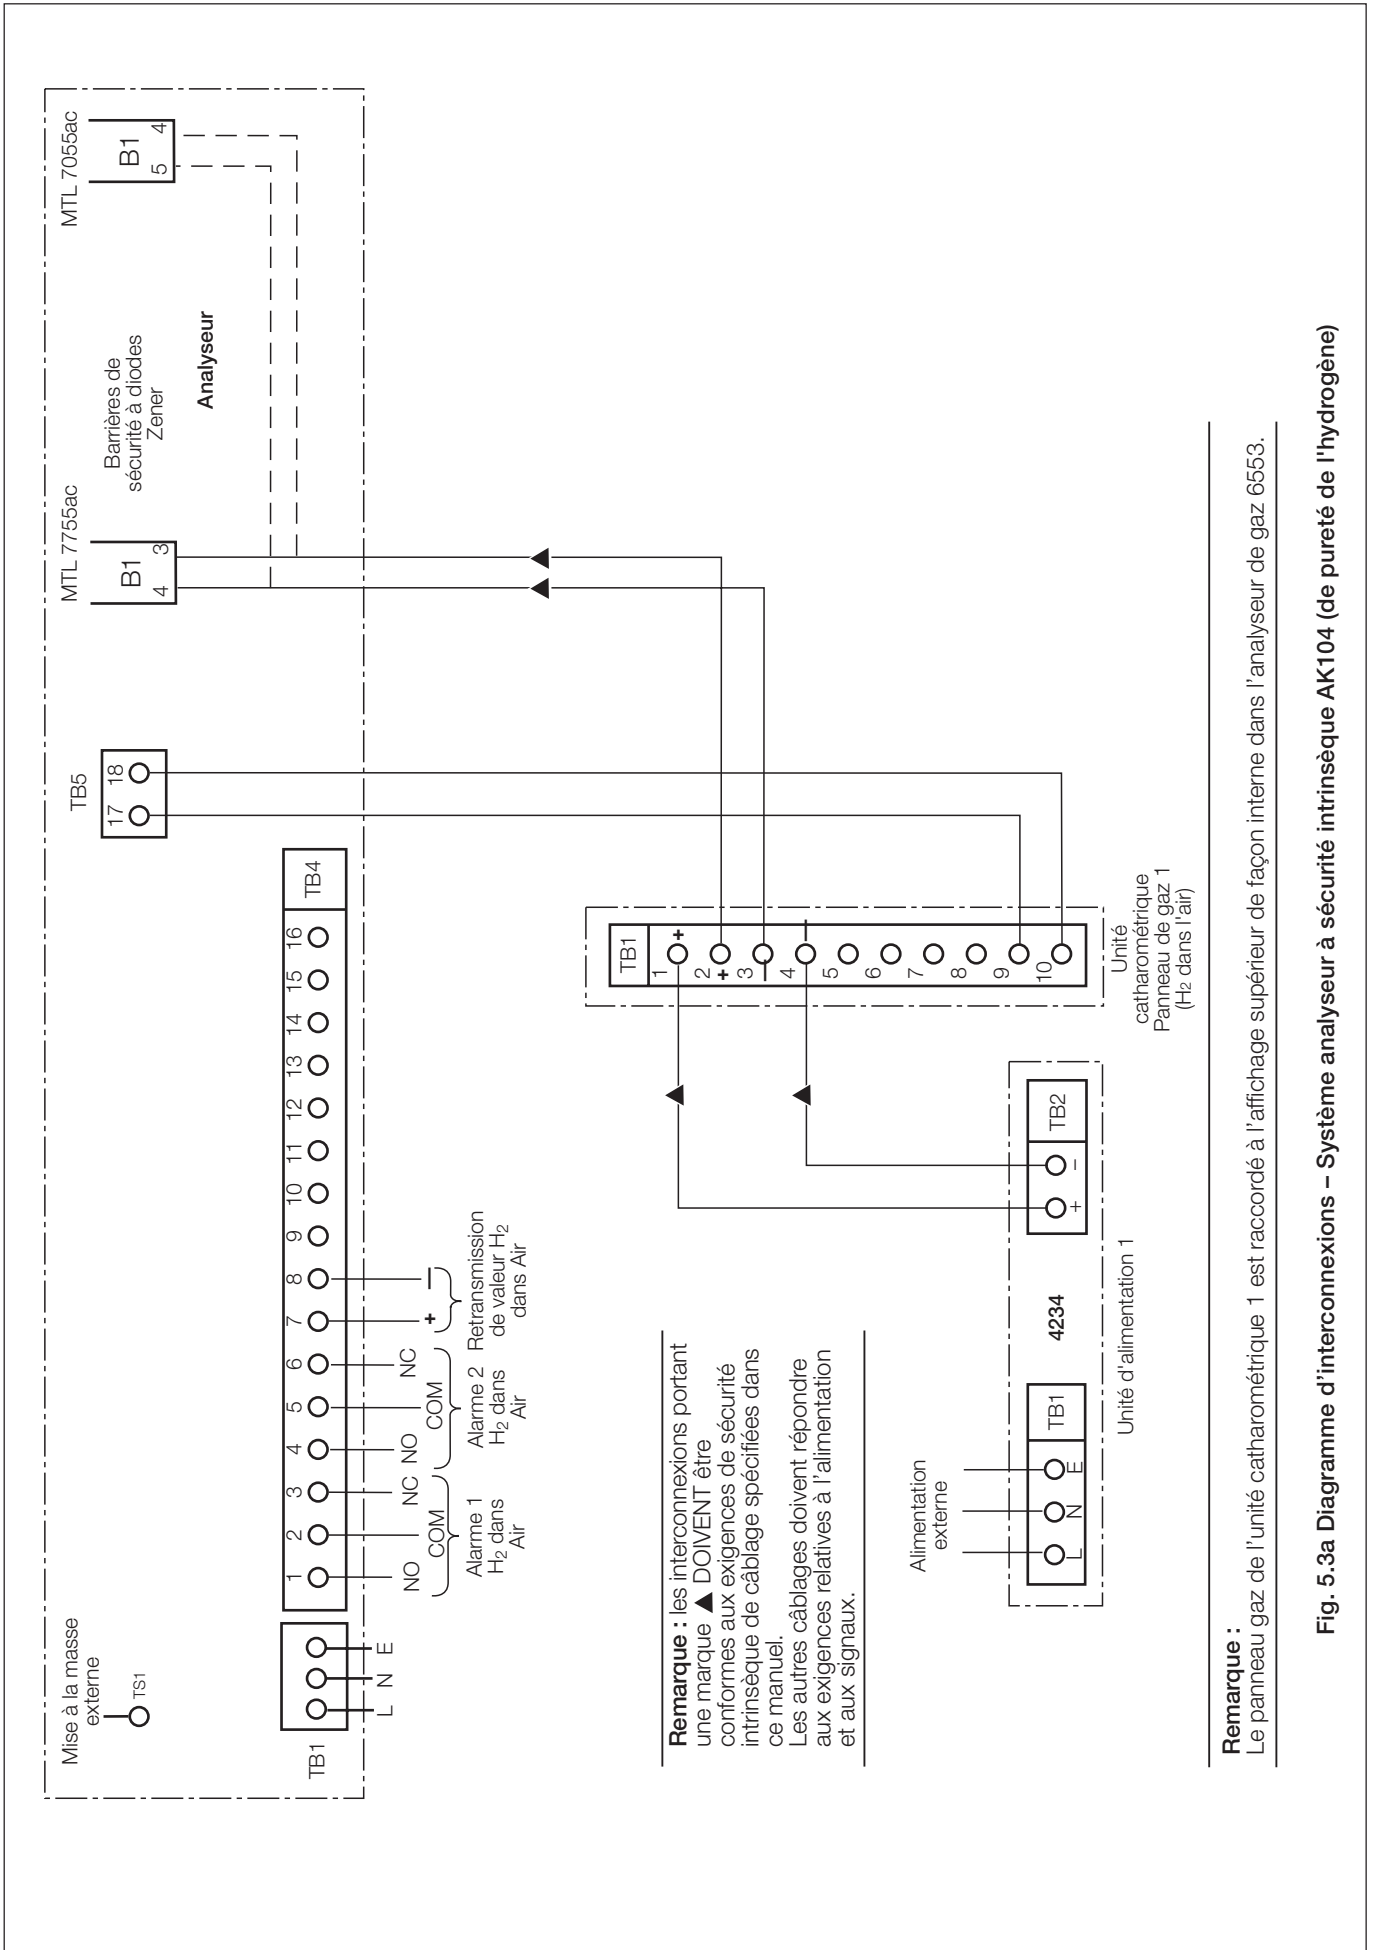 Mise à la masse
externe
TS1
TB1
L
N
E
1
2
3
4
5
6
7
8
9
10
11
12
13
14
15
16
TB4
NO
COM
NC
Alarme 1
H2 dans
Air
NO
COM
NC
Alarme 2
H2 dans
Air
+
–
Retransmission
de valeur H2
dans Air
TB5
17
18
MTL 7755ac
B1
4
3
Barrières de
sécurité à diodes
Zener
Analyseur
MTL 7055ac
B1
5
4
Remarque : les interconnexions portant
une marque ▲ DOIVENT être
conformes aux exigences de sécurité
intrinsèque de câblage spécifiées dans
ce manuel.
Les autres câblages doivent répondre
aux exigences relatives à l’alimentation
et aux signaux.
TB1
1
+
2
+
3
–
4
–
5
6
7
8
9
10
Unité
catharométrique
Panneau de gaz 1
(H2 dans l'air)
Alimentation
externe
L
N
E
TB1
4234
+
–
TB2
Unité d'alimentation 1
Remarque :
Le panneau gaz de l’unité catharométrique 1 est raccordé à l’affichage supérieur de façon interne dans l’analyseur de gaz 6553.
Fig. 5.3a Diagramme d’interconnexions – Système analyseur à sécurité intrinsèque AK104 (de pureté de l'hydrogène)